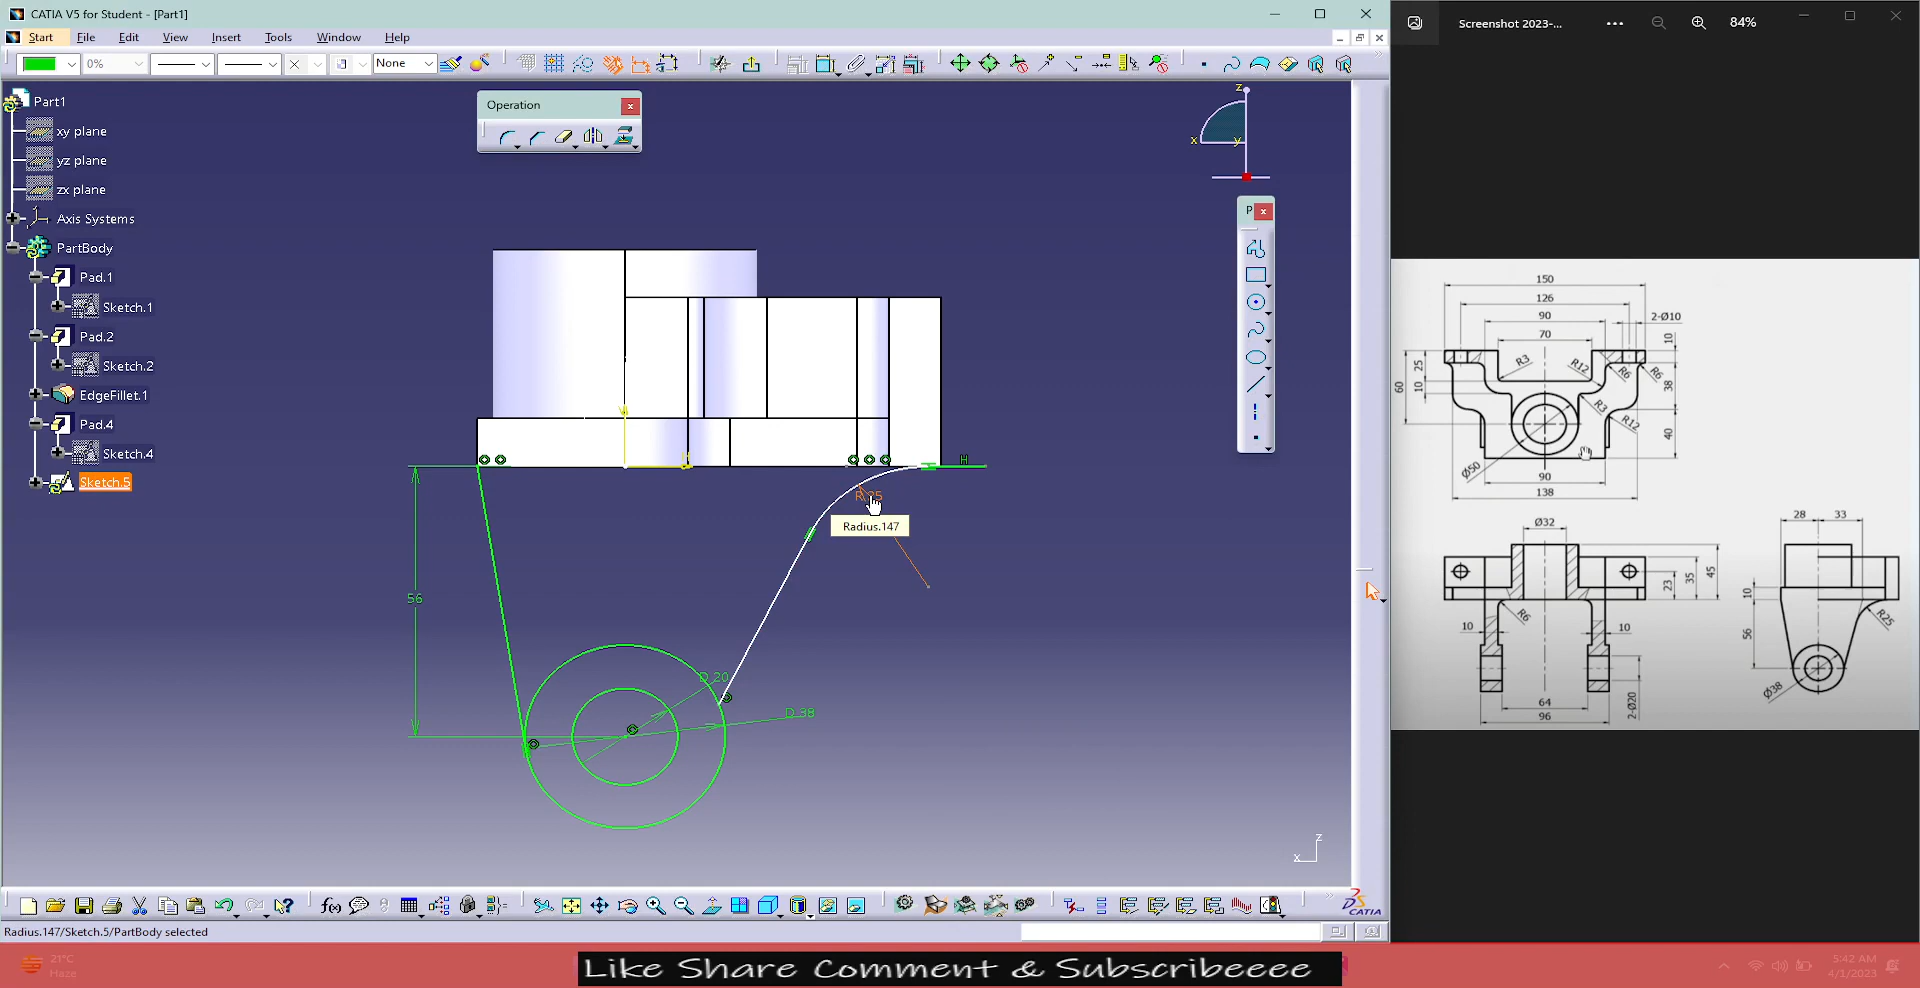 CATIA V5 for Student - [Part1]
Start File Edit View Insert Tools Window Help
0% None
Part1
xy plane
yz plane
zx plane
Axis Systems
PartBody
Pad.1
Sketch.1
Pad.2
Sketch.2
EdgeFillet.1
Pad.4
Sketch.4
Sketch.5
Operation
P
z
x y
V
H
H
R 25
Radius.147
56
D 20
D 38
z
x
f(x)
CATIA
Radius.147/Sketch.5/PartBody selected
Screenshot 2023-... 84%
150
126
90
70
2-Ø10
10
25
10
60
R3
R12
R6
R6
38
R3
R12
40
Ø50
90
138
Ø32
23
35
45
R6
10
10
64
96
2-Ø20
28 33
10
56
R25
Ø38
21°C
Haze
Like Share Comment & Subscribeeee
5:42 AM
4/1/2023